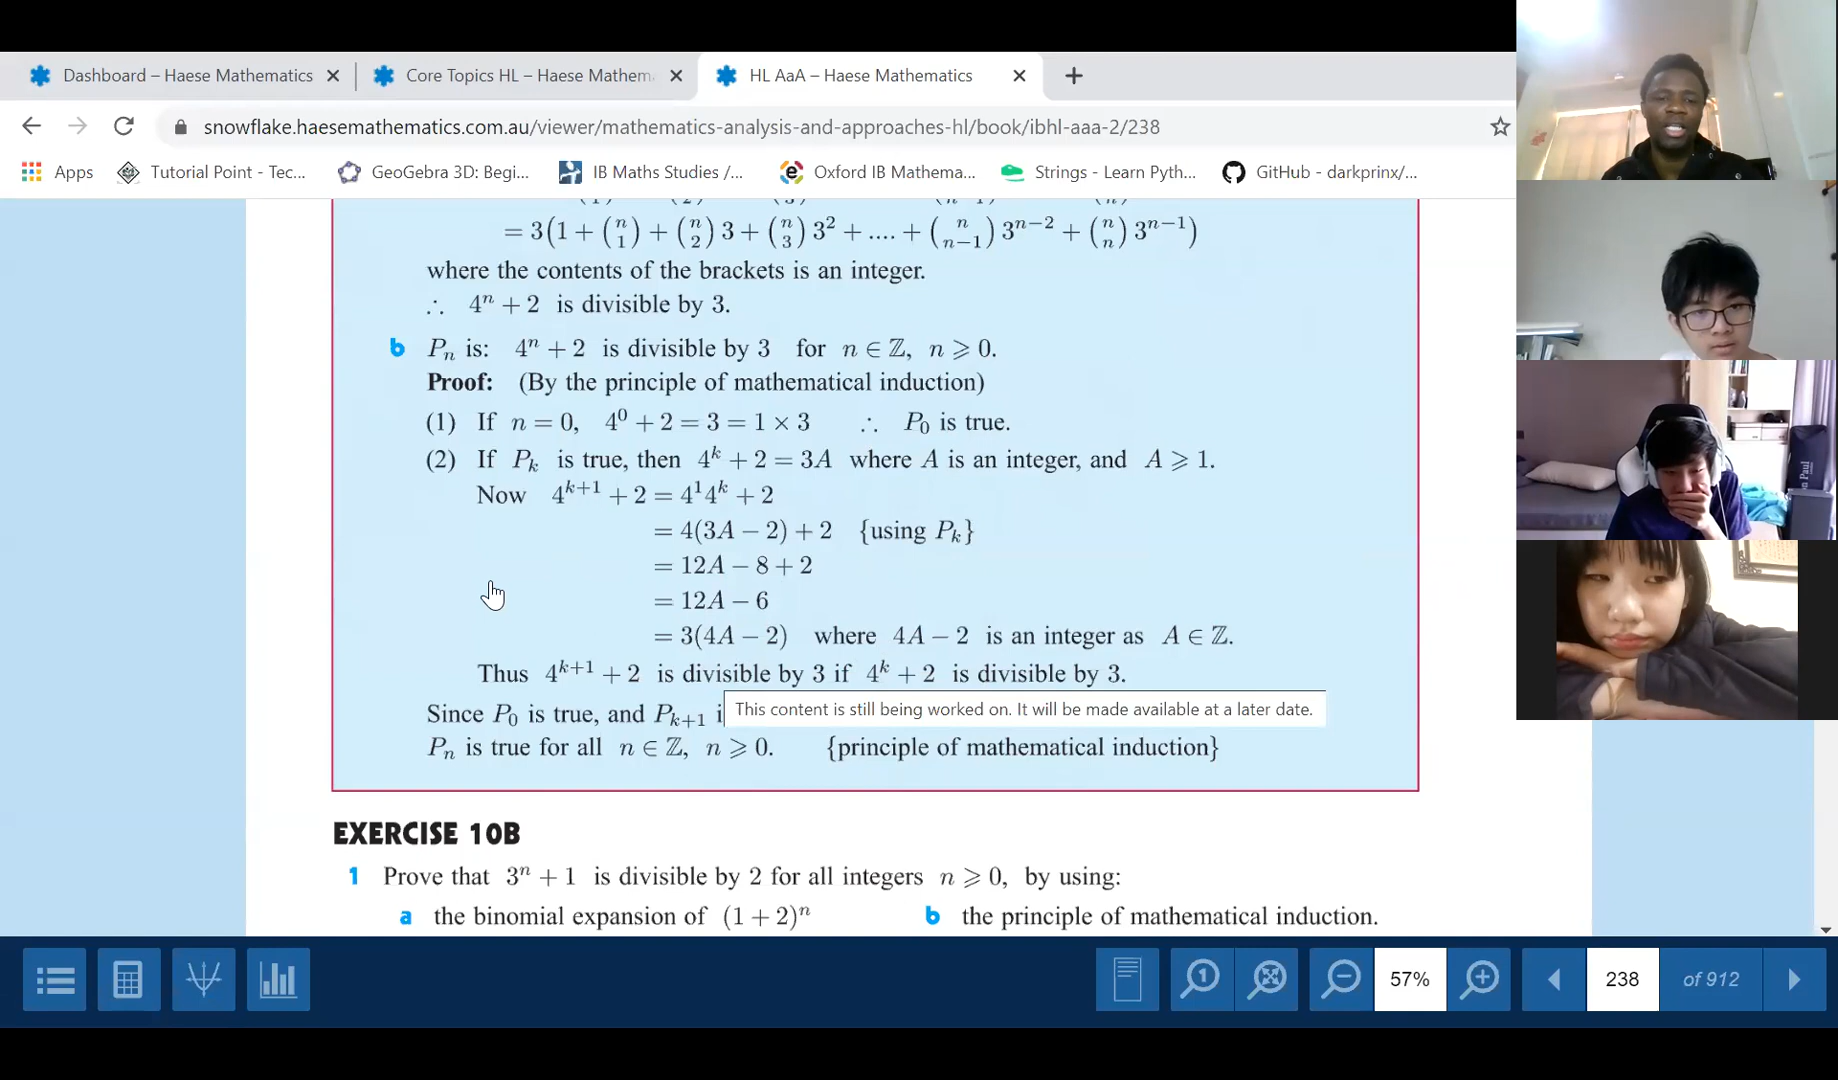 Dashboard – Haese Mathematics
Core Topics HL – Haese Mathem
HL AaA – Haese Mathematics
snowflake.haesemathematics.com.au/viewer/mathematics-analysis-and-approaches-hl/book/ibhl-aaa-2/238
Apps
Tutorial Point - Tec...
GeoGebra 3D: Begi...
IB Maths Studies /...
Oxford IB Mathema...
Strings - Learn Pyth...
GitHub - darkprinx/...
= 3(1 + (n 1) + (n 2) 3 + (n 3) 3² + .... + (n n−1) 3ⁿ⁻² + (n n) 3ⁿ⁻¹)
where the contents of the brackets is an integer.
∴ 4ⁿ + 2 is divisible by 3.
b Pₙ is: 4ⁿ + 2 is divisible by 3 for n ∈ ℤ, n ⩾ 0.
Proof: (By the principle of mathematical induction)
(1) If n = 0, 4⁰ + 2 = 3 = 1 × 3 ∴ P₀ is true.
(2) If Pₖ is true, then 4ᵏ + 2 = 3A where A is an integer, and A ⩾ 1.
Now 4ᵏ⁺¹ + 2 = 4¹4ᵏ + 2
= 4(3A − 2) + 2 {using Pₖ}
= 12A − 8 + 2
= 12A − 6
= 3(4A − 2) where 4A − 2 is an integer as A ∈ ℤ.
Thus 4ᵏ⁺¹ + 2 is divisible by 3 if 4ᵏ + 2 is divisible by 3.
Since P₀ is true, and Pₖ₊₁
This content is still being worked on. It will be made available at a later date.
Pₙ is true for all n ∈ ℤ, n ⩾ 0. {principle of mathematical induction}
EXERCISE 10B
1 Prove that 3ⁿ + 1 is divisible by 2 for all integers n ⩾ 0, by using:
a the binomial expansion of (1 + 2)ⁿ b the principle of mathematical induction.
1
57%
238
of 912